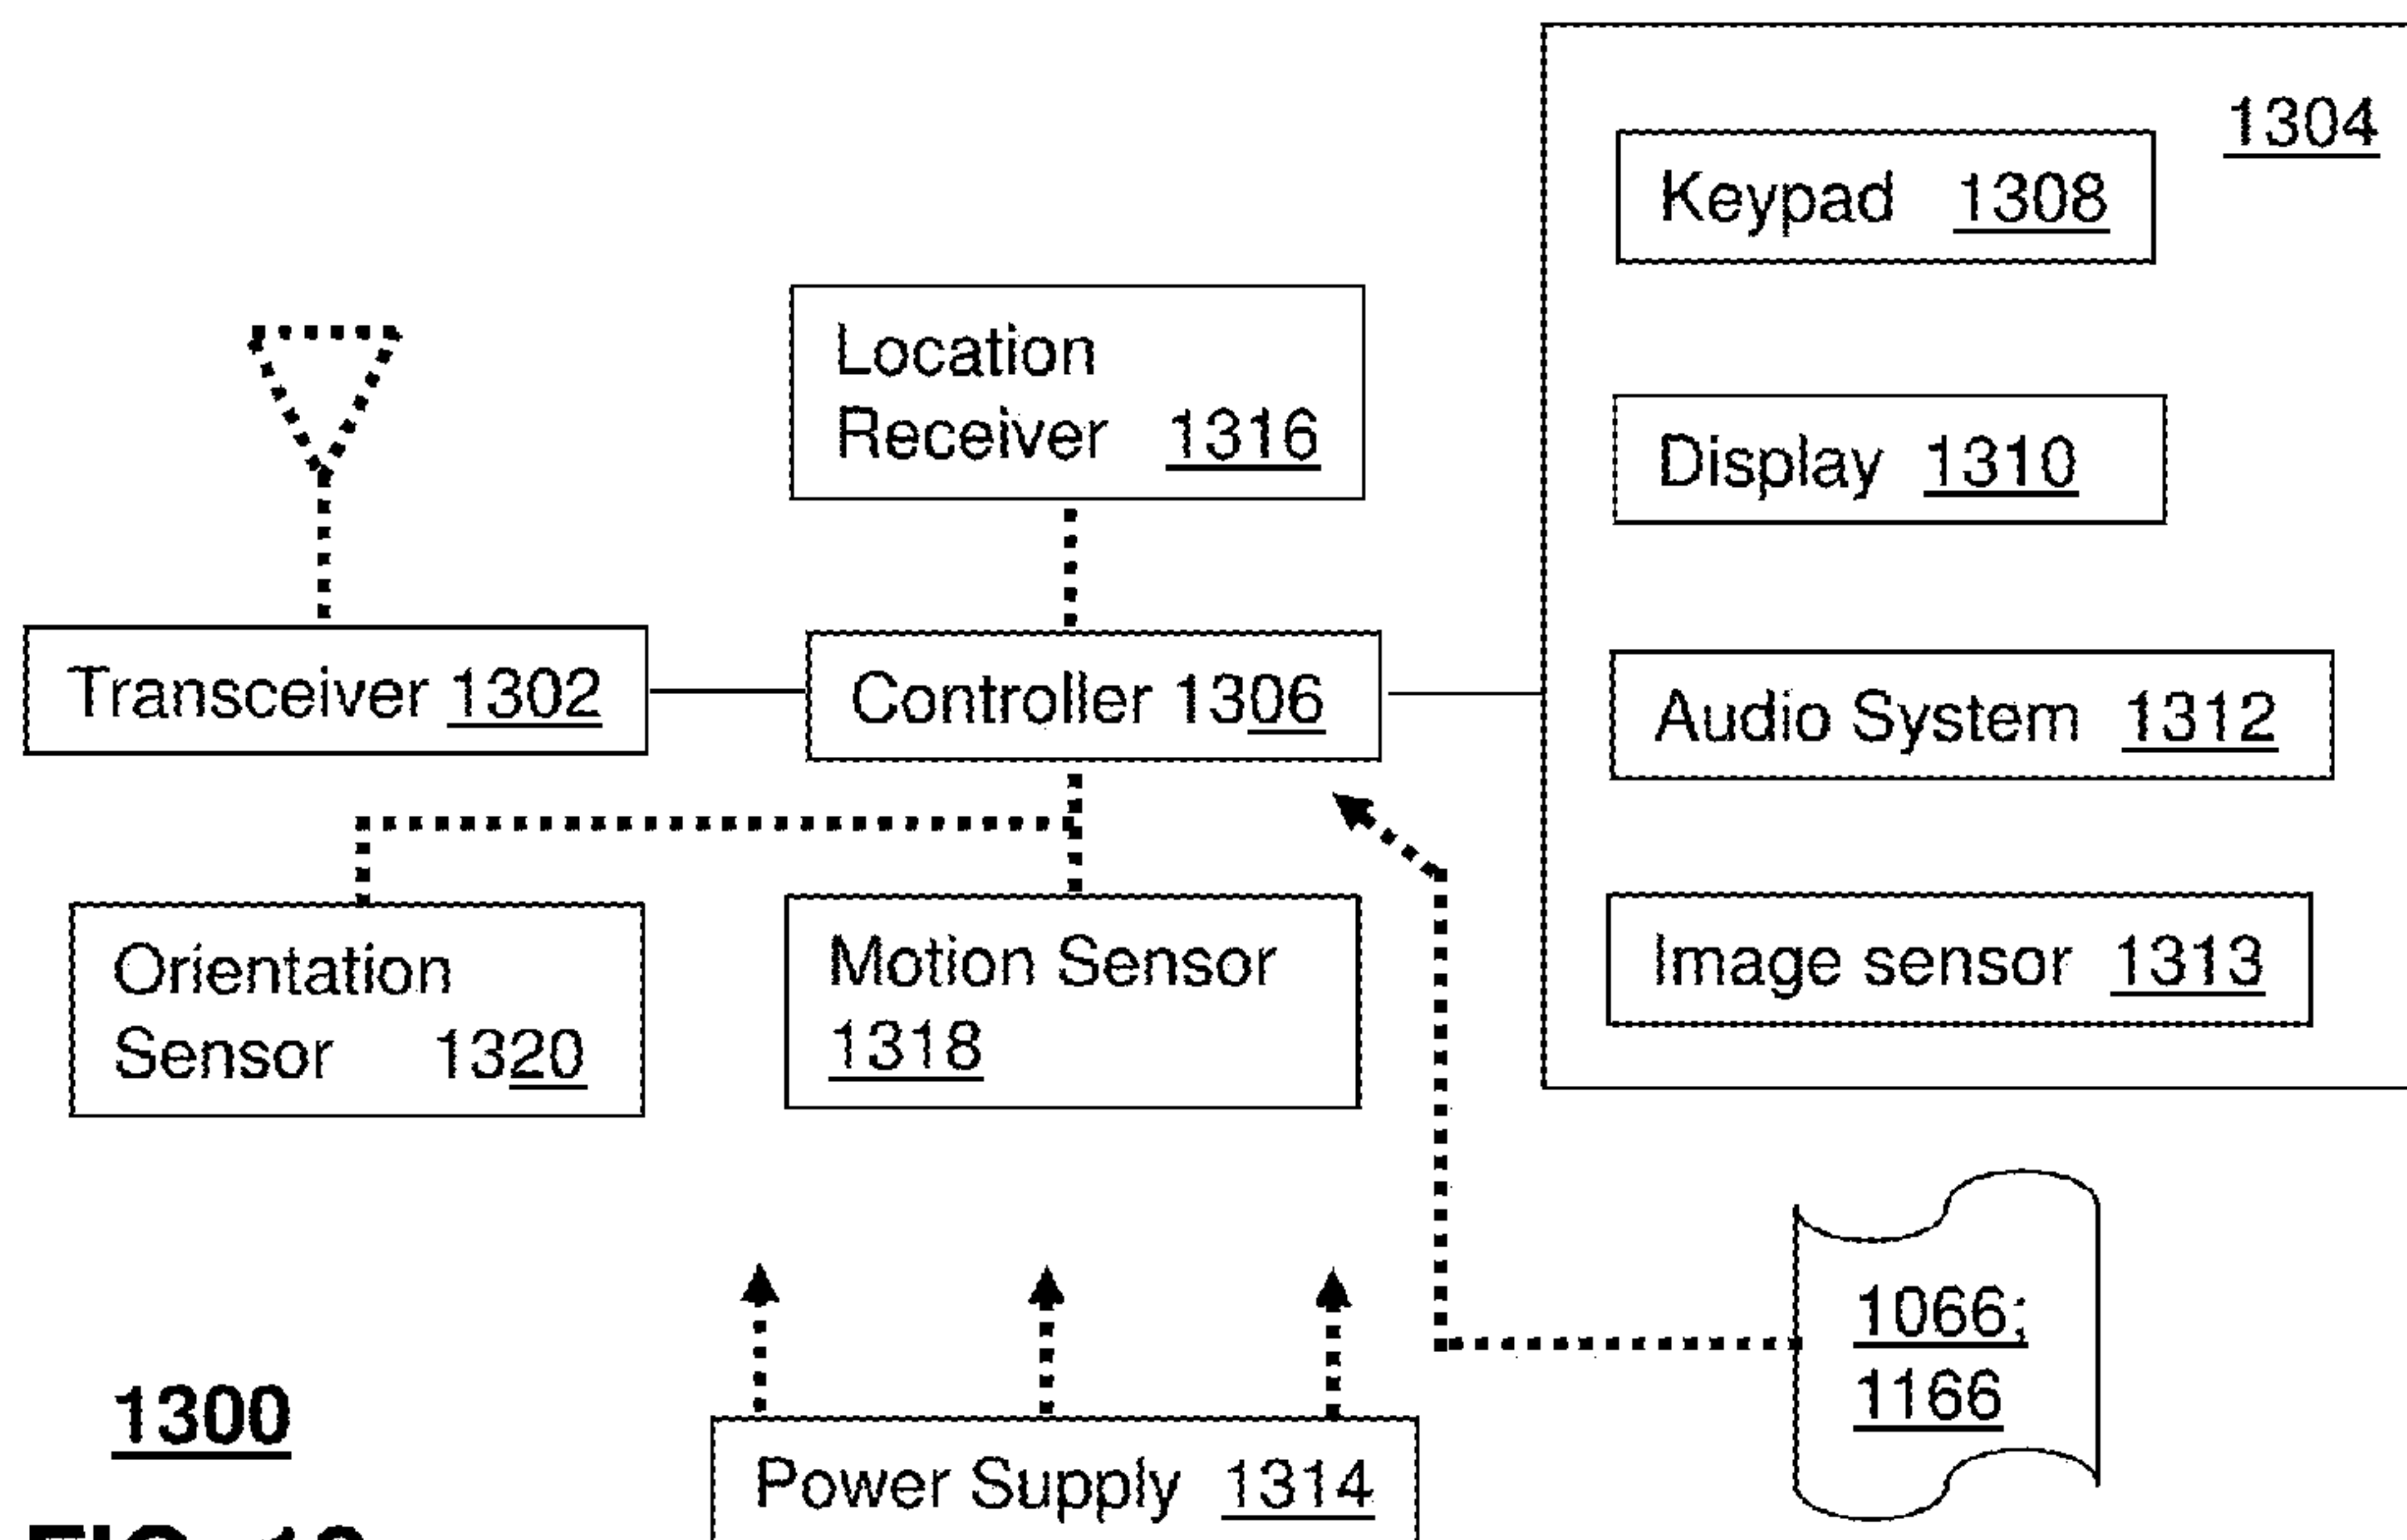 1304
Keypad 1308
Location
Receiver 1316
Display 1310
Transceiver 1302
Controller 1306
Audio System 1312
Orientation
Sensor 1320
Motion Sensor
1318
Image sensor 1313
1066;
1166
1300
Power Supply 1314